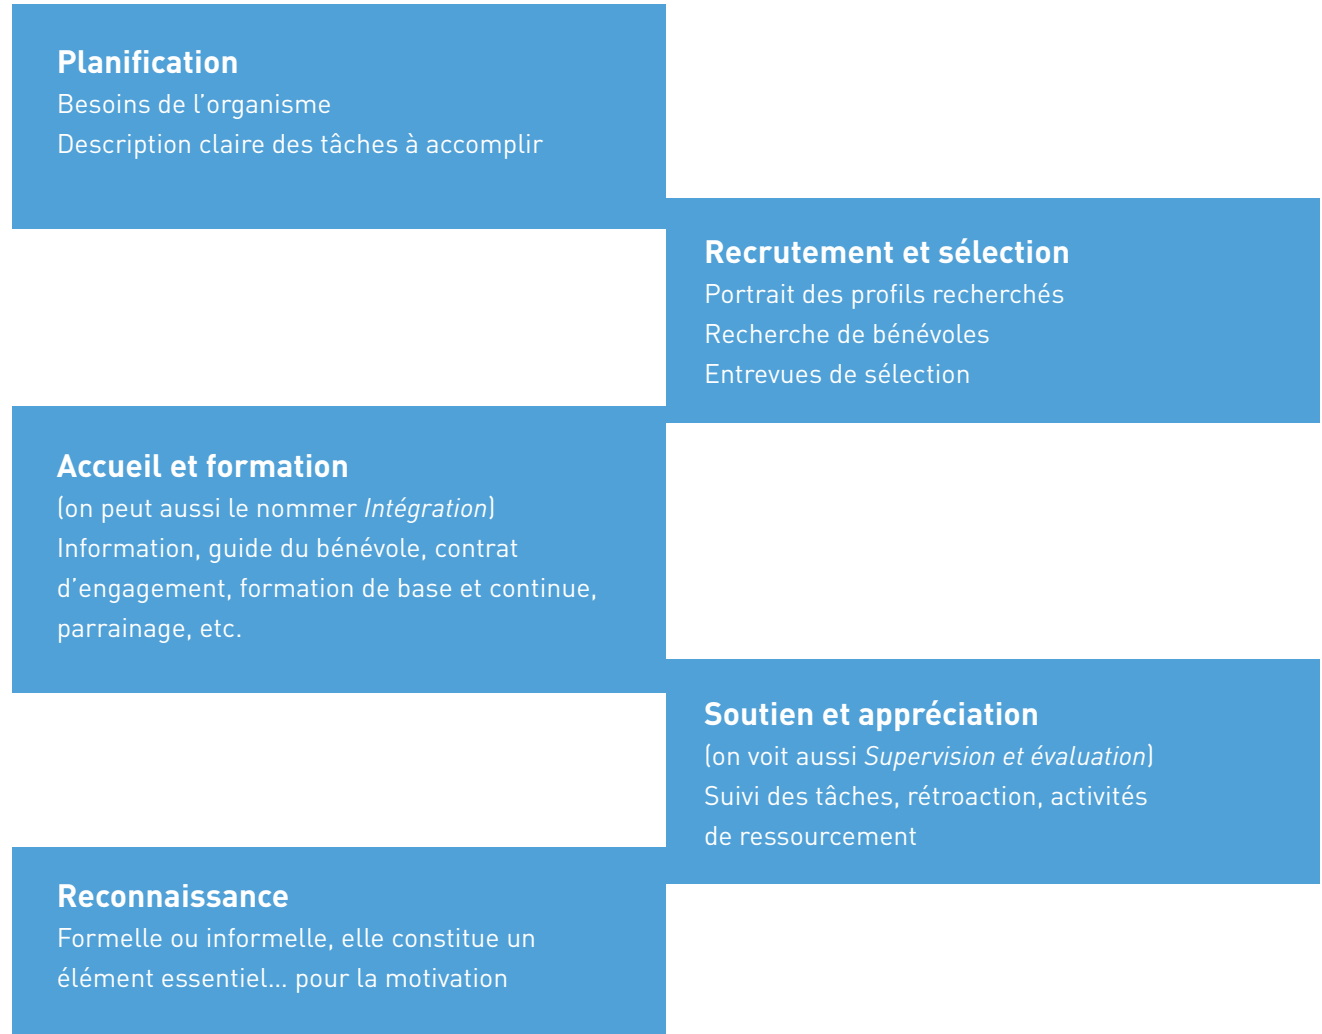 Planification
Besoins de l’organisme
Description claire des tâches à accomplir
Recrutement et sélection
Portrait des profils recherchés
Recherche de bénévoles
Entrevues de sélection
Accueil et formation
(on peut aussi le nommer Intégration)
Information, guide du bénévole, contrat
d’engagement, formation de base et continue,
parrainage, etc.
Soutien et appréciation
(on voit aussi Supervision et évaluation)
Suivi des tâches, rétroaction, activités
de ressourcement
Reconnaissance
Formelle ou informelle, elle constitue un
élément essentiel... pour la motivation